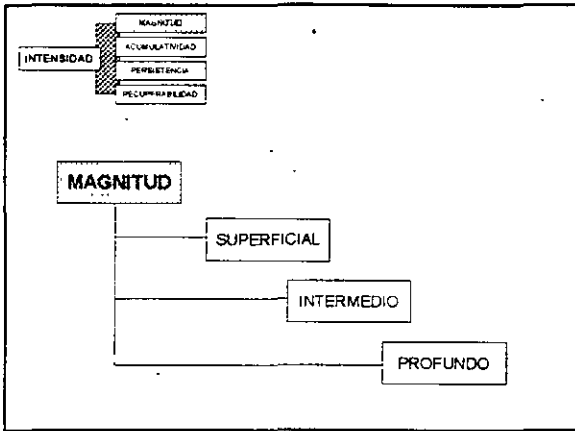 MAGNITUD
ACUMULATIVIDAD
INTENSIDAD
PERSISTENCIA
RECUPERABILIDAD
MAGNITUD
SUPERFICIAL
INTERMEDIO
PROFUNDO